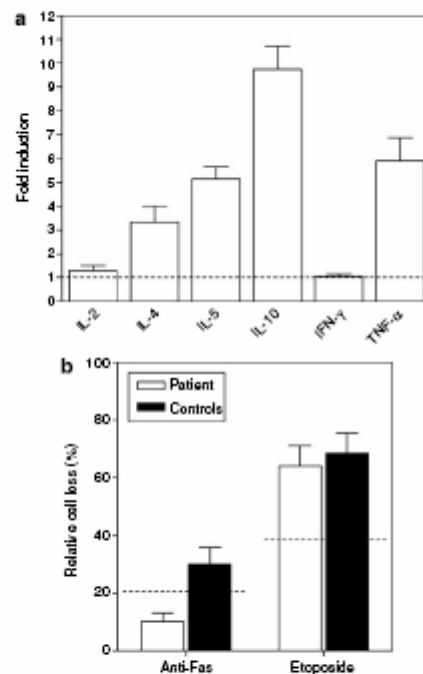 a
12
11
10
9
8
7
6
5
4
3
2
1
0
Fold induction
IL-2 IL-4 IL-5 IL-10 IFN-γ TNF-α
b
100
80
60
40
20
0
Relative cell loss (%)
Patient
Controls
Anti-Fas Etoposide